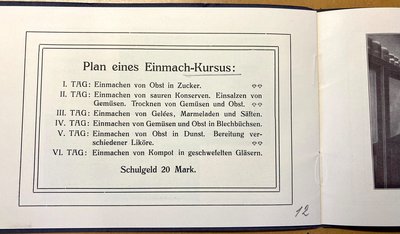 Plan eines Einmach-Kursus:
I. TAG: Einmachen von Obst in Zucker.
II. TAG: Einmachen von sauren Konserven. Einsalzen von
Gemüsen. Trocknen von Gemüsen und Obst.
III. TAG: Einmachen von Gelées, Marmeladen und Säften.
IV. TAG: Einmachen von Gemüsen und Obst in Blechbüchsen.
V. TAG: Einmachen von Obst in Dunst. Bereitung ver-
schiedener Liköre.
VI. TAG: Einmachen von Kompot in geschwefelten Gläsern.
Schulgeld 20 Mark.
12